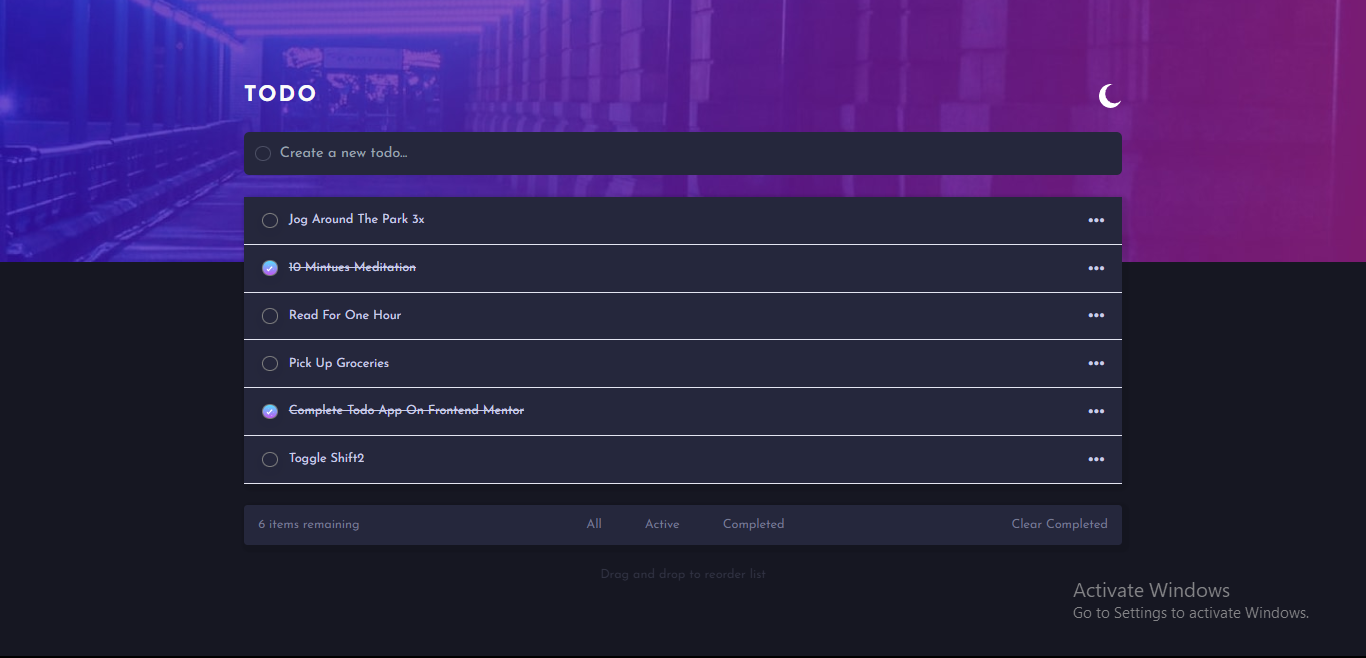 TODO
Create a new todo...
Jog Around The Park 3x
10 Mintues Meditation
Read For One Hour
Pick Up Groceries
Complete Todo App On Frontend Mentor
Toggle Shift2
6 items remaining All Active Completed Clear Completed
Drag and drop to reorder list
Activate Windows
Go to Settings to activate Windows.